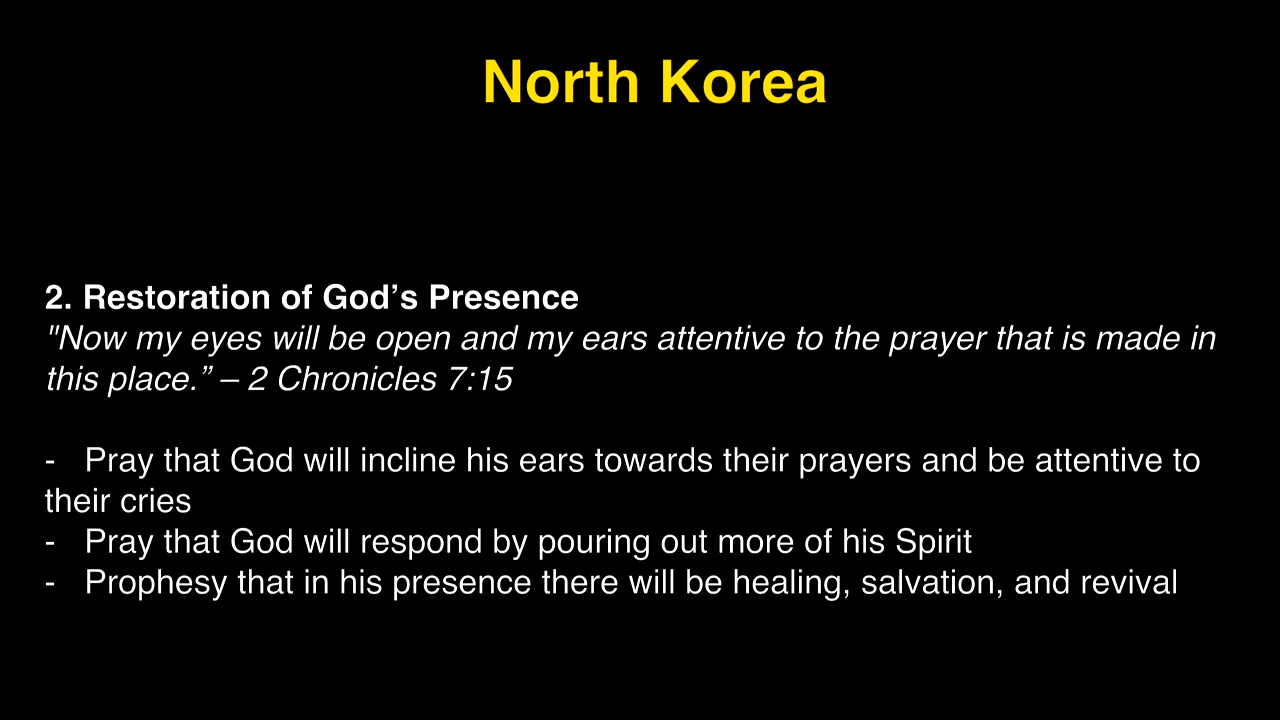 North Korea
2. Restoration of God’s Presence
"Now my eyes will be open and my ears attentive to the prayer that is made in
this place.” – 2 Chronicles 7:15
- Pray that God will incline his ears towards their prayers and be attentive to
their cries
- Pray that God will respond by pouring out more of his Spirit
- Prophesy that in his presence there will be healing, salvation, and revival